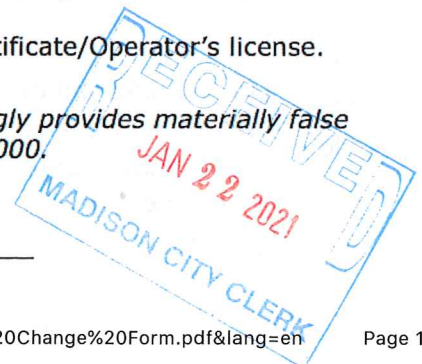 tificate/Operator's license.
gly provides materially false
000.
RECEIVED
JAN 22 2021
MADISON CITY CLERK
20Change%20Form.pdf&lang=en Page 1